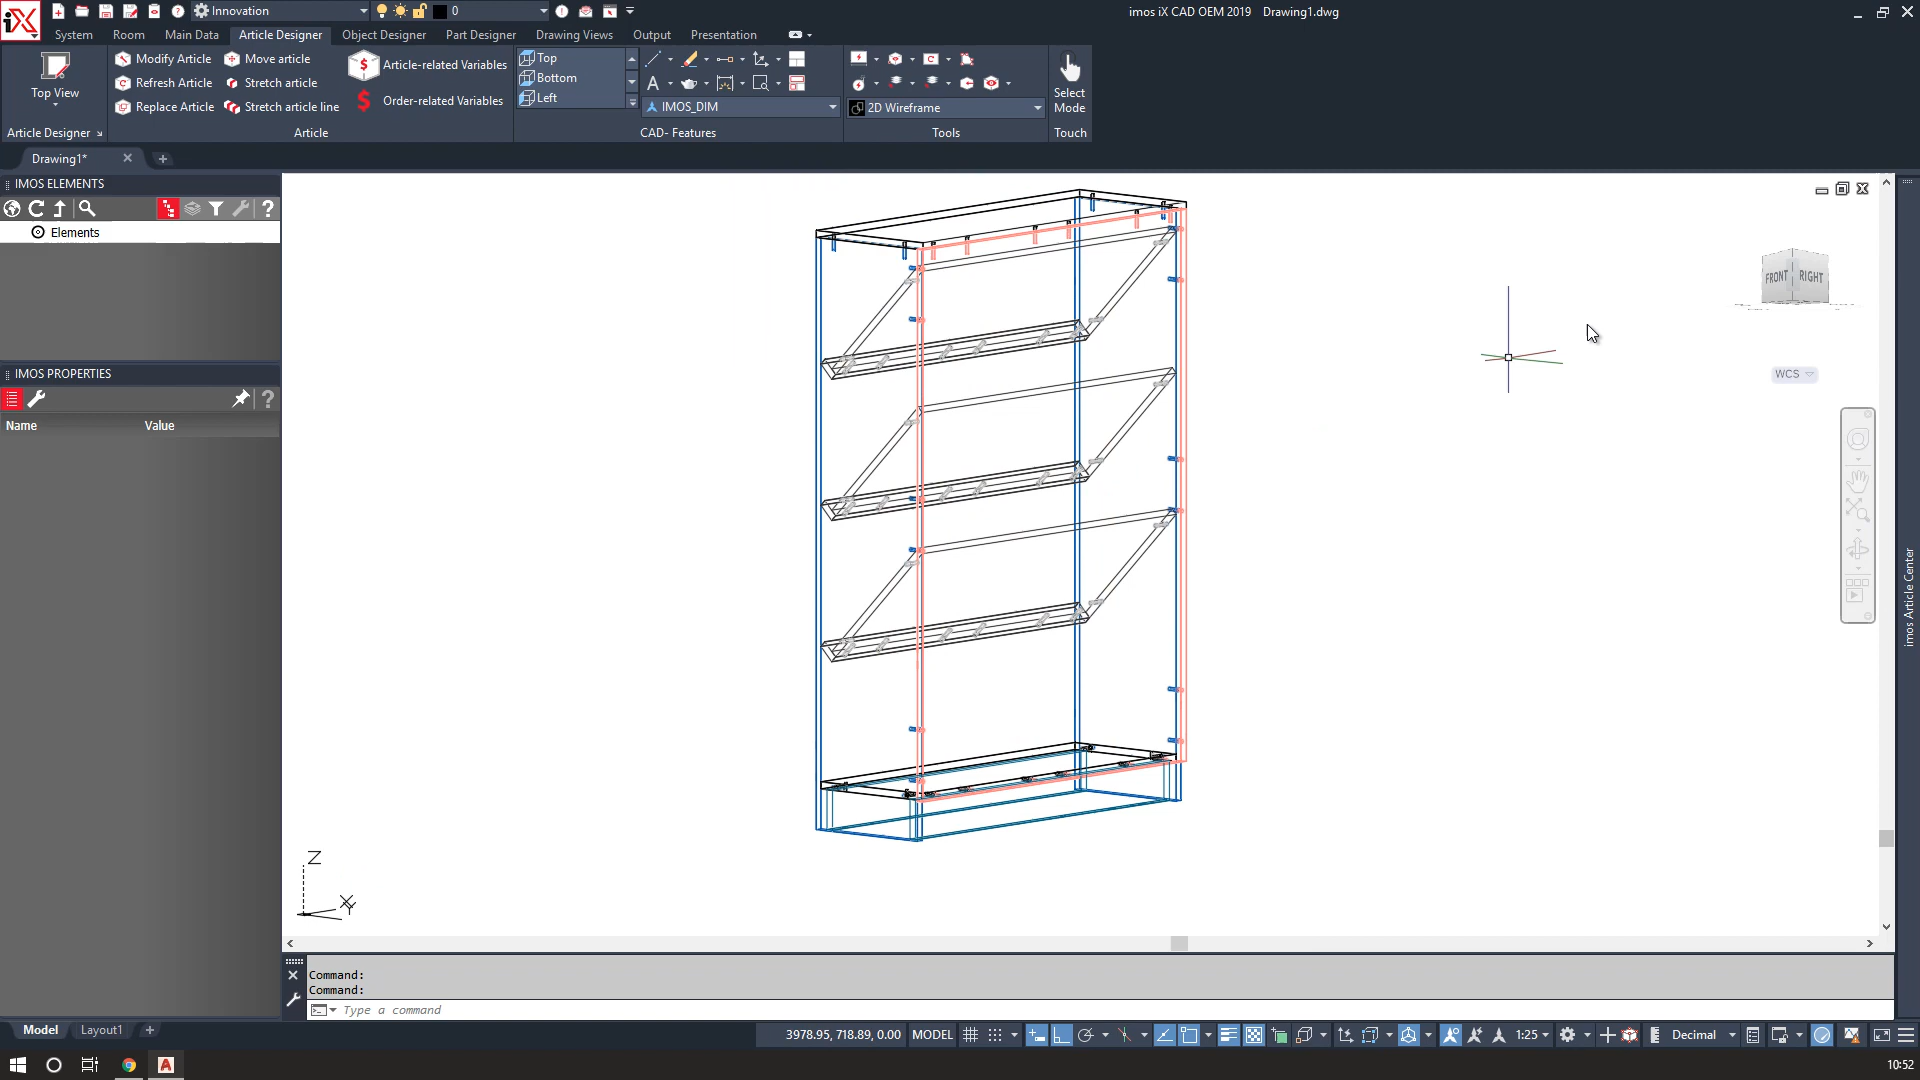 iX
Innovation
0
imos iX CAD OEM 2019 Drawing1.dwg
System Room Main Data Article Designer Object Designer Part Designer Drawing Views Output Presentation
Top View
Modify Article
Refresh Article
Replace Article
Move article
Stretch article
Stretch article line
Article-related Variables
Order-related Variables
Top
Bottom
Left
IMOS_DIM
2D Wireframe
Select
Mode
Article Designer
Article
CAD- Features
Tools
Touch
Drawing1*
IMOS ELEMENTS
Elements
IMOS PROPERTIES
Name Value
FRONT RIGHT
WCS
imos Article Center
Z
X
Y
Command:
Command:
Type a command
Model Layout1
3978.95, 718.89, 0.00 MODEL
1:25
Decimal
10:52